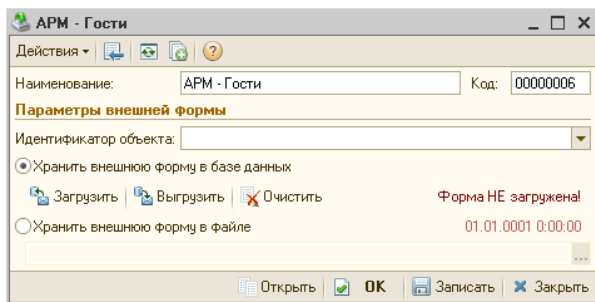 АРМ - Гости
Действия
Наименование: АРМ - Гости Код: 00000006
Параметры внешней формы
Идентификатор объекта:
Хранить внешнюю форму в базе данных
Загрузить Выгрузить Очистить Форма НЕ загружена!
Хранить внешнюю форму в файле 01.01.0001 0:00:00
...
Открыть OK Записать Закрыть